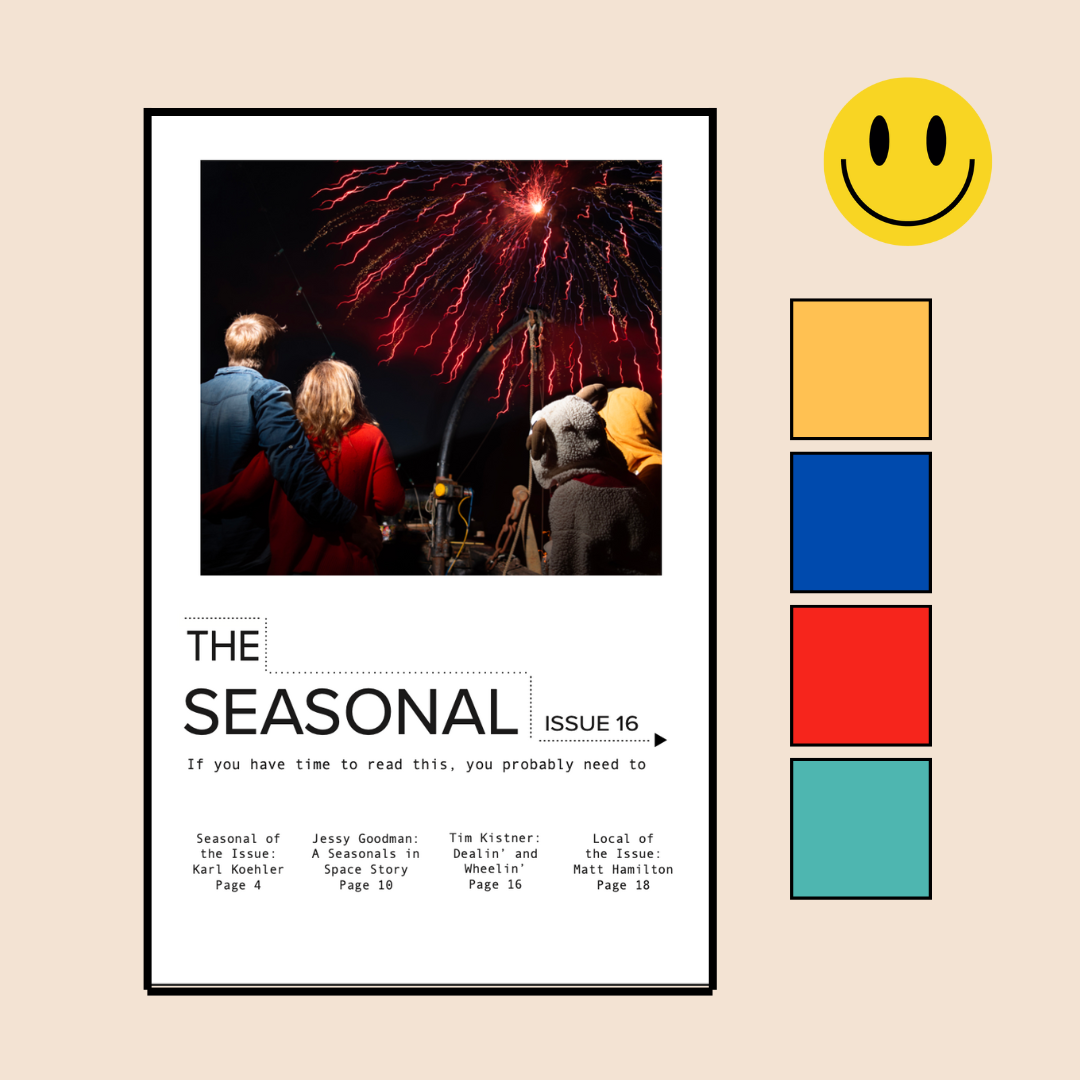 THE
SEASONAL
ISSUE 16
If you have time to read this, you probably need to
Seasonal of
the Issue:
Karl Koehler
Page 4
Jessy Goodman:
A Seasonals in
Space Story
Page 10
Tim Kistner:
Dealin’ and
Wheelin’
Page 16
Local of
the Issue:
Matt Hamilton
Page 18